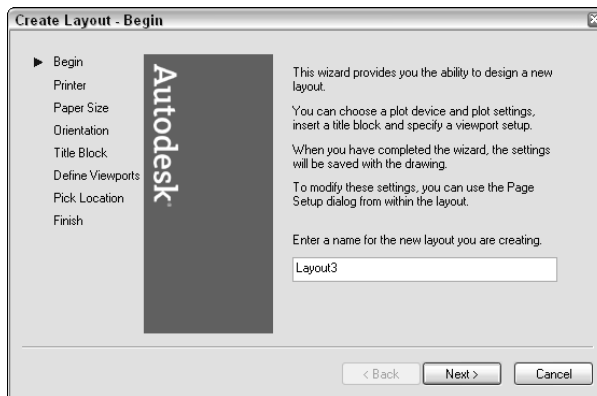 Create Layout - Begin
Begin
Printer
Paper Size
Orientation
Title Block
Define Viewports
Pick Location
Finish
Autodesk
This wizard provides you the ability to design a new
layout.
You can choose a plot device and plot settings,
insert a title block and specify a viewport setup.
When you have completed the wizard, the settings
will be saved with the drawing.
To modify these settings, you can use the Page
Setup dialog from within the layout.
Enter a name for the new layout you are creating.
Layout3
< Back Next > Cancel